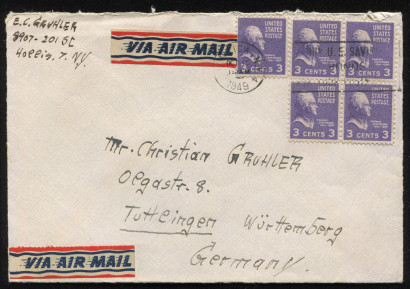 E.C. GRUHLER
8907-201 St
Hollis. 7. NY.
VIA AIR MAIL
UNITED STATES POSTAGE
3 CENTS 3
UNITED STATES POSTAGE
3 CENTS 3
UNITED STATES POSTAGE
3 CENTS 3
1949
U.S. SAV
UNITED STATES POSTAGE
3 CENTS 3
UNITED STATES POSTAGE
3 CENTS 3
Mr. Christian GRUHLER
Olgastr. 8.
Tuttlingen Württemberg
Germany.
VIA AIR MAIL